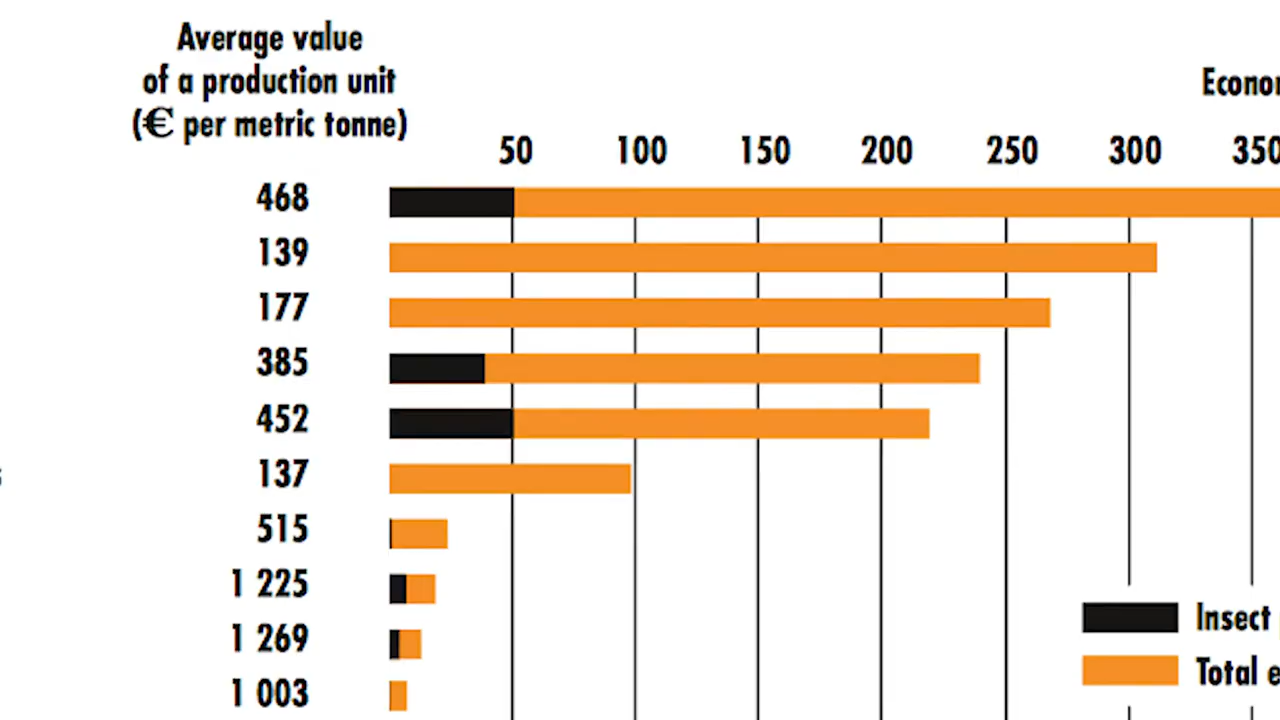 Average value
of a production unit
(€ per metric tonne)
50 100 150 200 250 300 350
468
139
177
385
452
137
515
1 225
1 269
1 003
Insect
Total